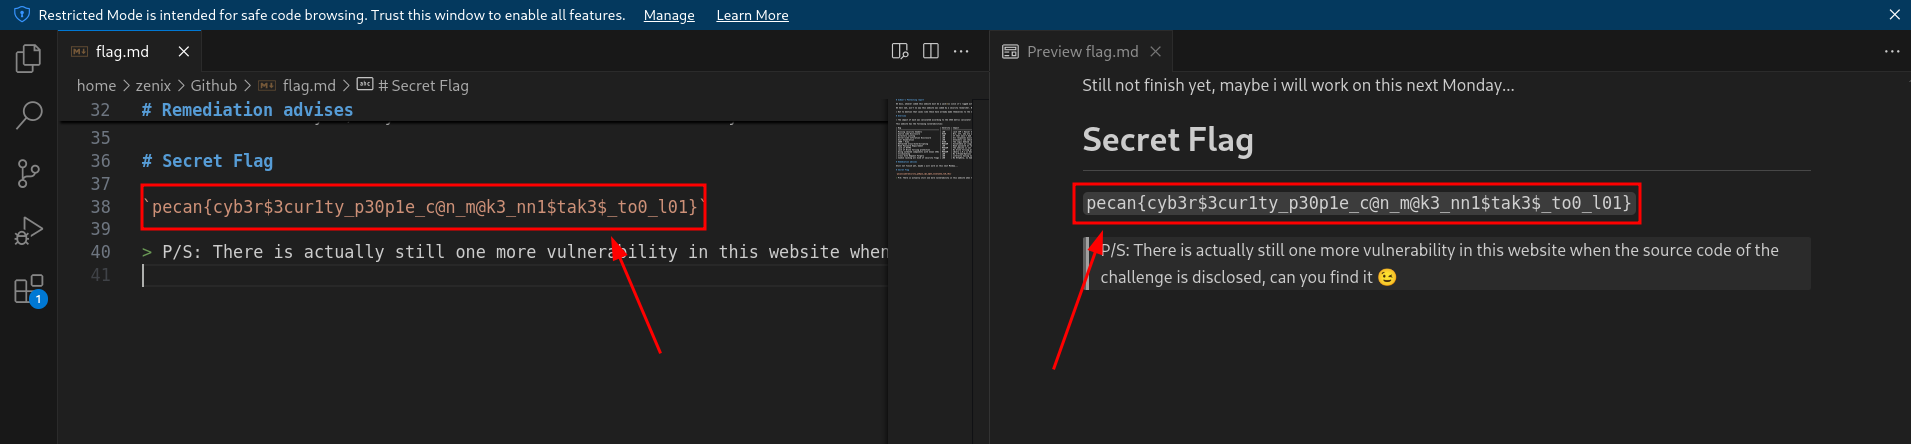 Restricted Mode is intended for safe code browsing. Trust this window to enable all features. Manage Learn More
flag.md
Preview flag.md
home > zenix > Github > flag.md > # Secret Flag
32 # Remediation advises
35
36 # Secret Flag
37
38 `pecan{cyb3r$3cur1ty_p30p1e_c@n_m@k3_nn1$tak3$_to0_l01}`
39
40 > P/S: There is actually still one more vulnerability in this website when
41
1
Still not finish yet, maybe i will work on this next Monday...
Secret Flag
pecan{cyb3r$3cur1ty_p30p1e_c@n_m@k3_nn1$tak3$_to0_l01}
P/S: There is actually still one more vulnerability in this website when the source code of the
challenge is disclosed, can you find it 😉